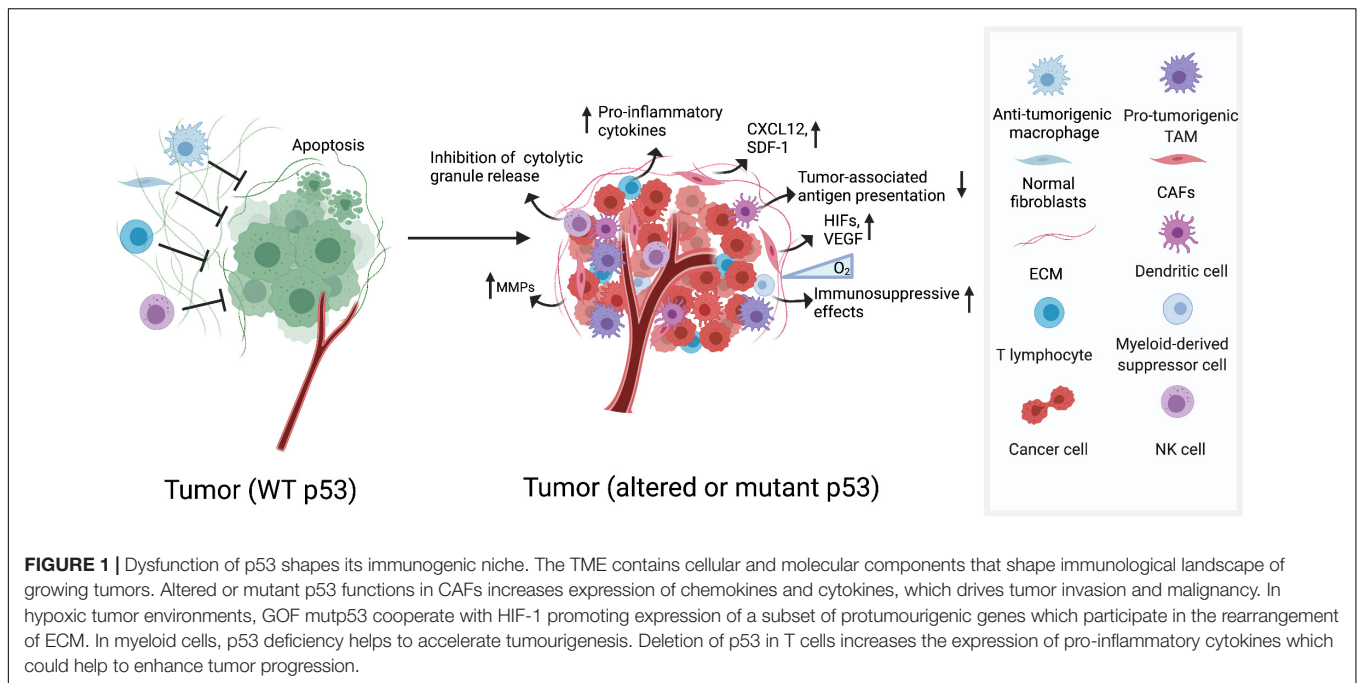 Apoptosis
Tumor (WT p53)
Pro-inflammatory
cytokines
CXCL12,
SDF-1
Inhibition of cytolytic
granule release
Tumor-associated
antigen presentation
HIFs,
VEGF
O2
MMPs
Immunosuppressive
effects
Tumor (altered or mutant p53)
Anti-tumorigenic
macrophage
Pro-tumorigenic
TAM
Normal
fibroblasts
CAFs
ECM
Dendritic cell
T lymphocyte
Myeloid-derived
suppressor cell
Cancer cell
NK cell
FIGURE 1 | Dysfunction of p53 shapes its immunogenic niche. The TME contains cellular and molecular components that shape immunological landscape of
growing tumors. Altered or mutant p53 functions in CAFs increases expression of chemokines and cytokines, which drives tumor invasion and malignancy. In
hypoxic tumor environments, GOF mutp53 cooperate with HIF-1 promoting expression of a subset of protumourigenic genes which participate in the rearrangement
of ECM. In myeloid cells, p53 deficiency helps to accelerate tumourigenesis. Deletion of p53 in T cells increases the expression of pro-inflammatory cytokines which
could help to enhance tumor progression.